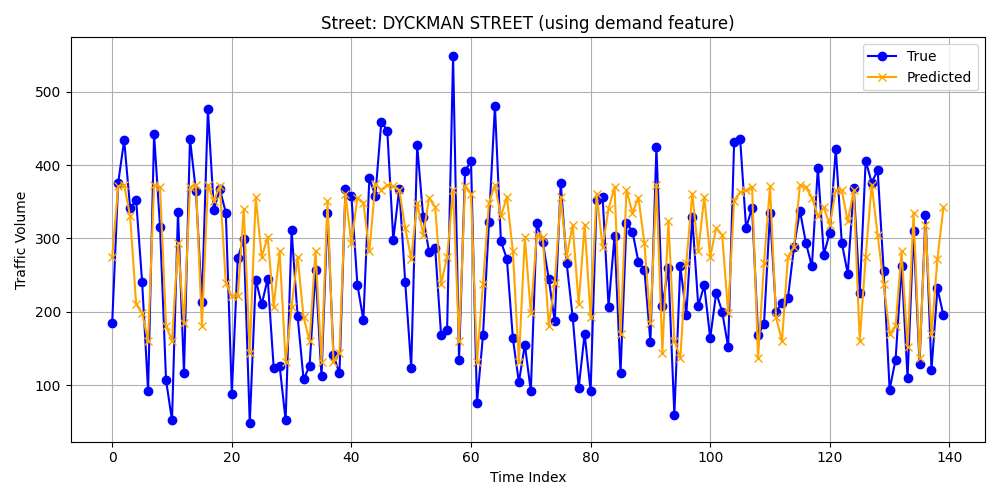 Street: DYCKMAN STREET (using demand feature)
True
Predicted
Traffic Volume
500
400
300
200
100
0 20 40 60 80 100 120 140
Time Index